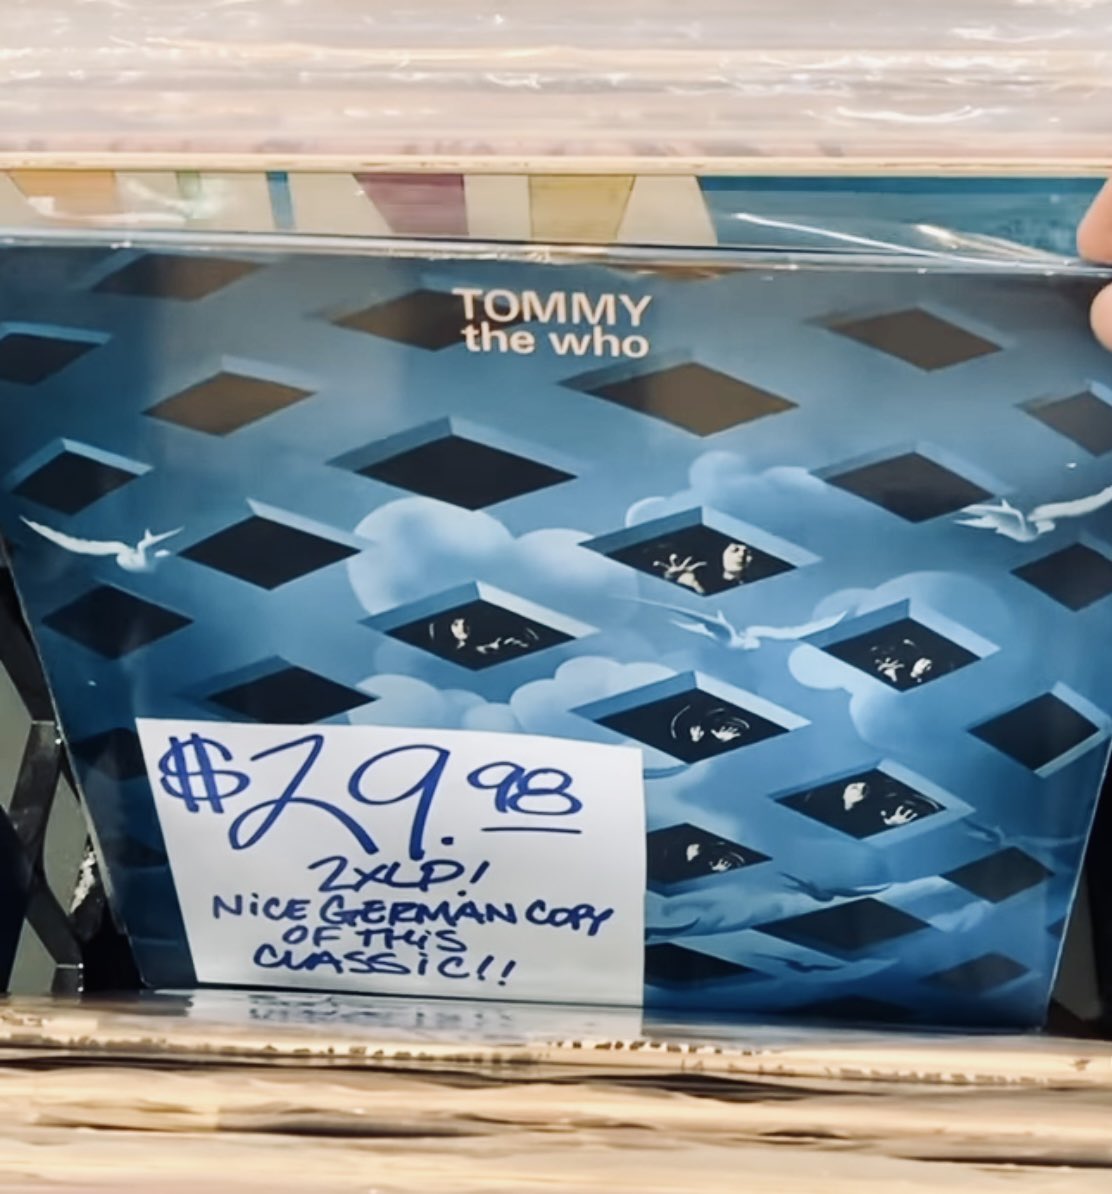 TOMMY
the who
$29.98
2XLP!
NICE GERMAN COPY
OF THIS
CLASSIC!!